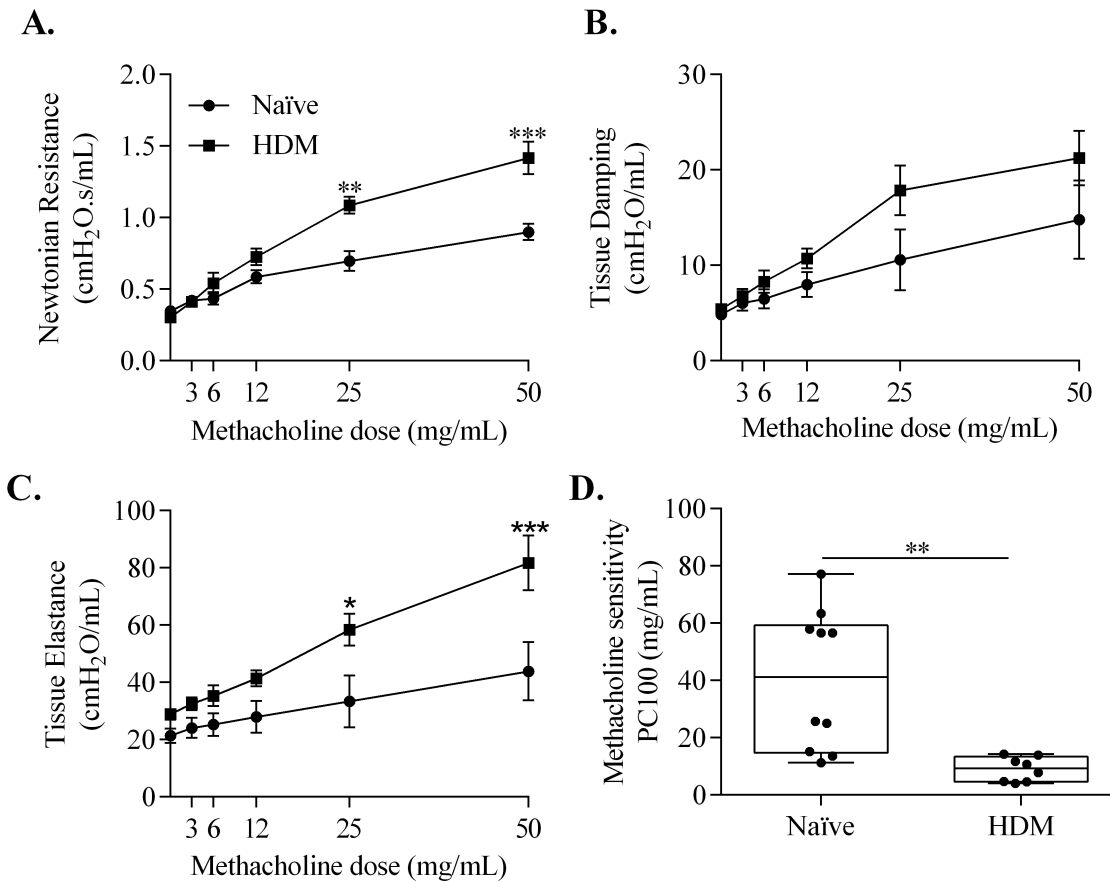 A.
Newtonian Resistance
(cmH2O.s/mL)
2.0
1.5
1.0
0.5
0.0
Naïve
HDM
**
***
3 6 12 25 50
Methacholine dose (mg/mL)
B.
Tissue Damping
(cmH2O/mL)
30
20
10
0
3 6 12 25 50
Methacholine dose (mg/mL)
C.
Tissue Elastance
(cmH2O/mL)
100
80
60
40
20
0
*
***
3 6 12 25 50
Methacholine dose (mg/mL)
D.
Methacholine sensitivity
PC100 (mg/mL)
100
80
60
40
20
0
**
Naïve HDM